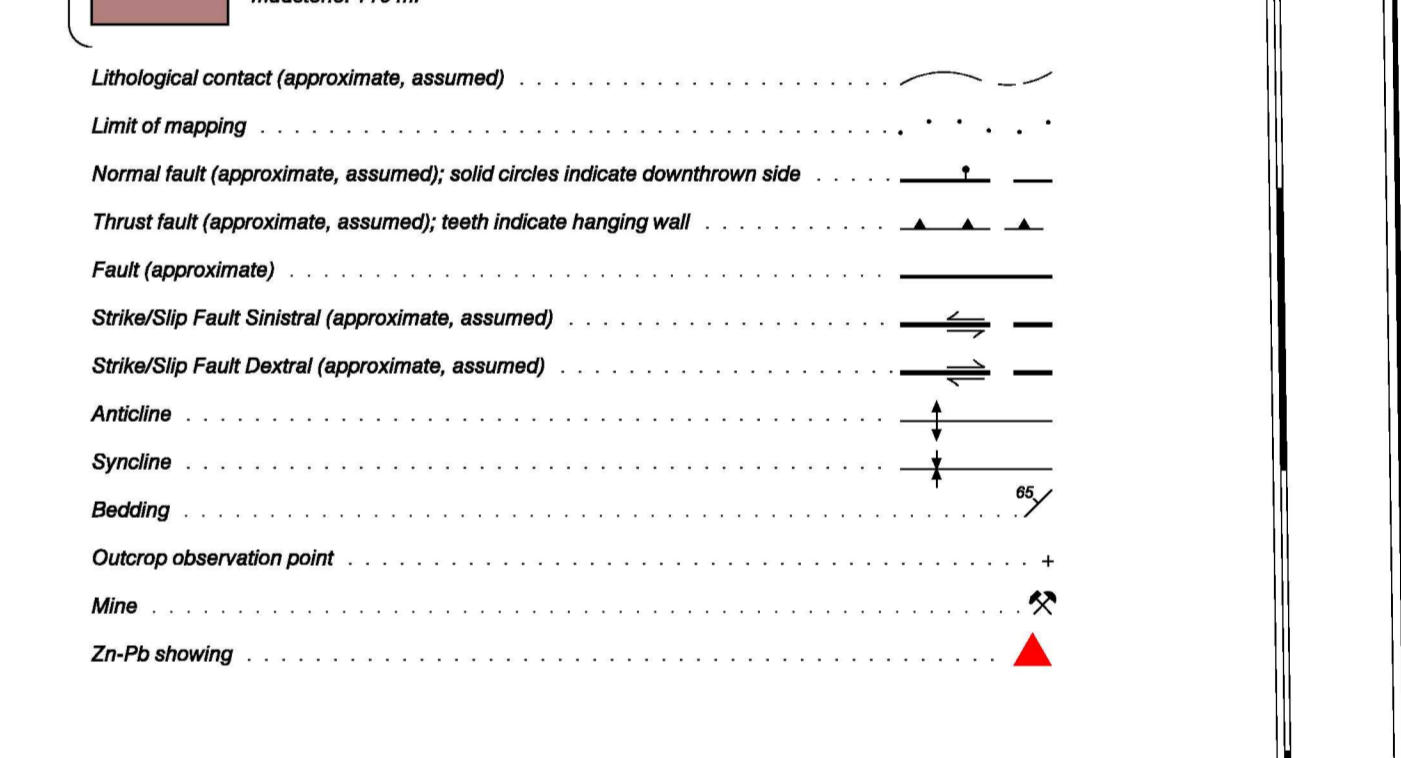 Lithological contact (approximate, assumed)
Limit of mapping
Normal fault (approximate, assumed); solid circles indicate downthrown side
Thrust fault (approximate, assumed); teeth indicate hanging wall
Fault (approximate)
Strike/Slip Fault Sinistral (approximate, assumed)
Strike/Slip Fault Dextral (approximate, assumed)
Anticline
Syncline
Bedding 65
Outcrop observation point
Mine
Zn-Pb showing